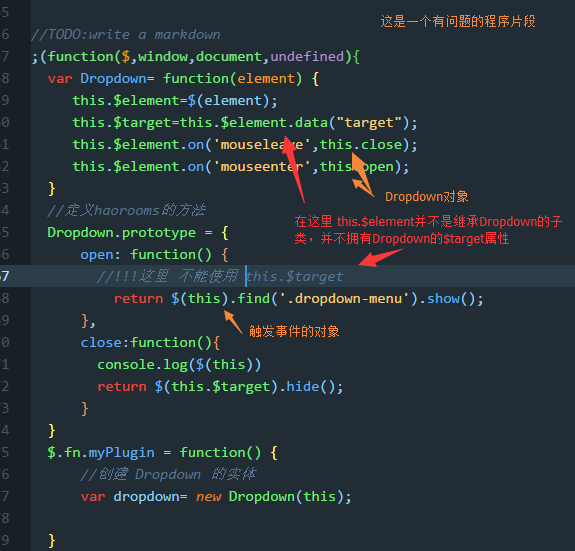 5
6 //TODO:write a markdown
这是一个有问题的程序片段
7 ;(function($,window,document,undefined){
8 var Dropdown= function(element) {
9 this.$element=$(element);
0 this.$target=this.$element.data("target");
1 this.$element.on('mouseleave',this.close);
2 this.$element.on('mouseenter',this.open);
Dropdown对象
3 }
4 //定义haorooms的方法
在这里 this.$element并不是继承Dropdown的子
类，并不拥有Dropdown的$target属性
5 Dropdown.prototype = {
6 open: function() {
7 //!!!这里 不能使用 this.$target
8 return $(this).find('.dropdown-menu').show();
9 },
触发事件的对象
0 close:function(){
1 console.log($(this))
2 return $(this.$target).hide();
3 }
4 }
5 $.fn.myPlugin = function() {
6 //创建 Dropdown 的实体
7 var dropdown= new Dropdown(this);
8
9 }